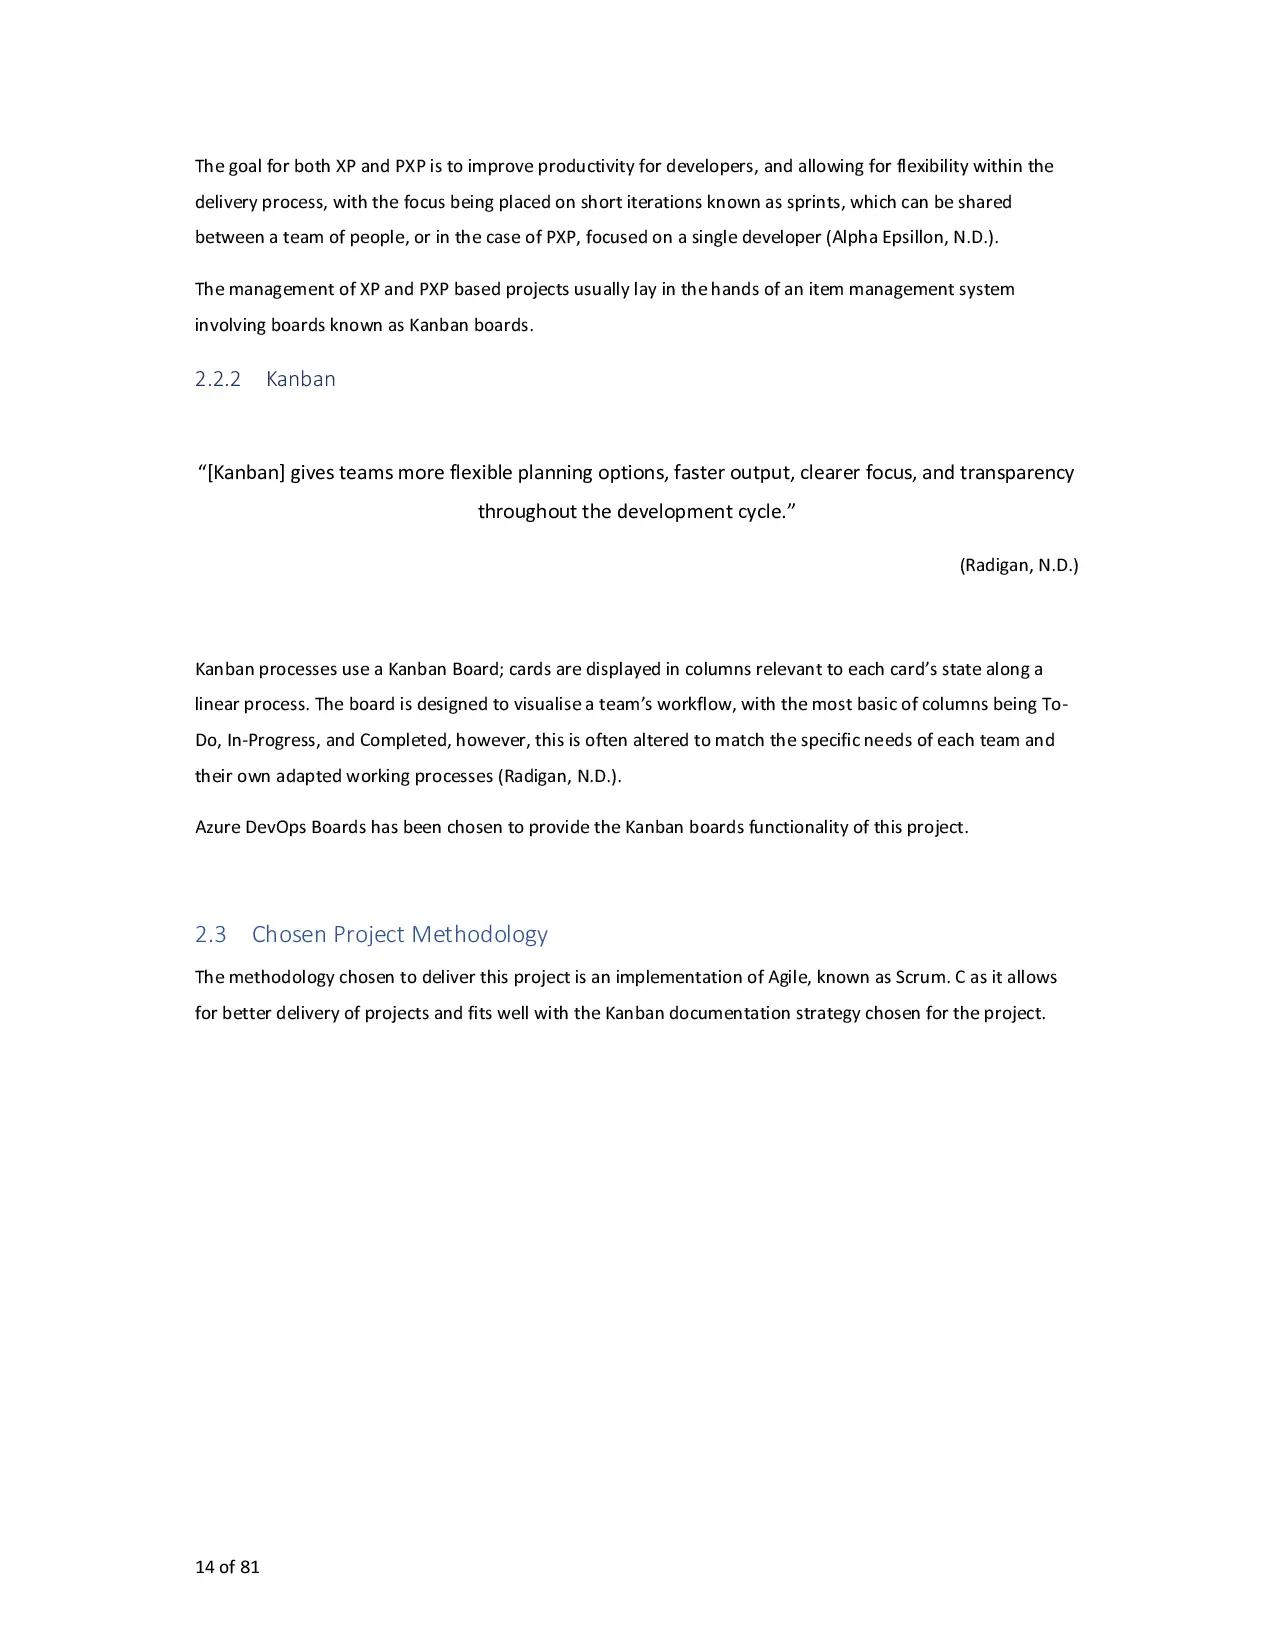 The goal for both XP and PXP is to improve productivity for developers, and allowing for flexibility within the
delivery process, with the focus being placed on short iterations known as sprints, which can be shared
between a team of people, or in the case of PXP, focused on a single developer (Alpha Epsillon, N.D.).
The management of XP and PXP based projects usually lay in the hands of an item management system
involving boards known as Kanban boards.
2.2.2 Kanban
“[Kanban] gives teams more flexible planning options, faster output, clearer focus, and transparency
throughout the development cycle.”
(Radigan, N.D.)
Kanban processes use a Kanban Board; cards are displayed in columns relevant to each card’s state along a
linear process. The board is designed to visualise a team’s workflow, with the most basic of columns being To-
Do, In-Progress, and Completed, however, this is often altered to match the specific needs of each team and
their own adapted working processes (Radigan, N.D.).
Azure DevOps Boards has been chosen to provide the Kanban boards functionality of this project.
2.3 Chosen Project Methodology
The methodology chosen to deliver this project is an implementation of Agile, known as Scrum. C as it allows
for better delivery of projects and fits well with the Kanban documentation strategy chosen for the project.
14 of 81